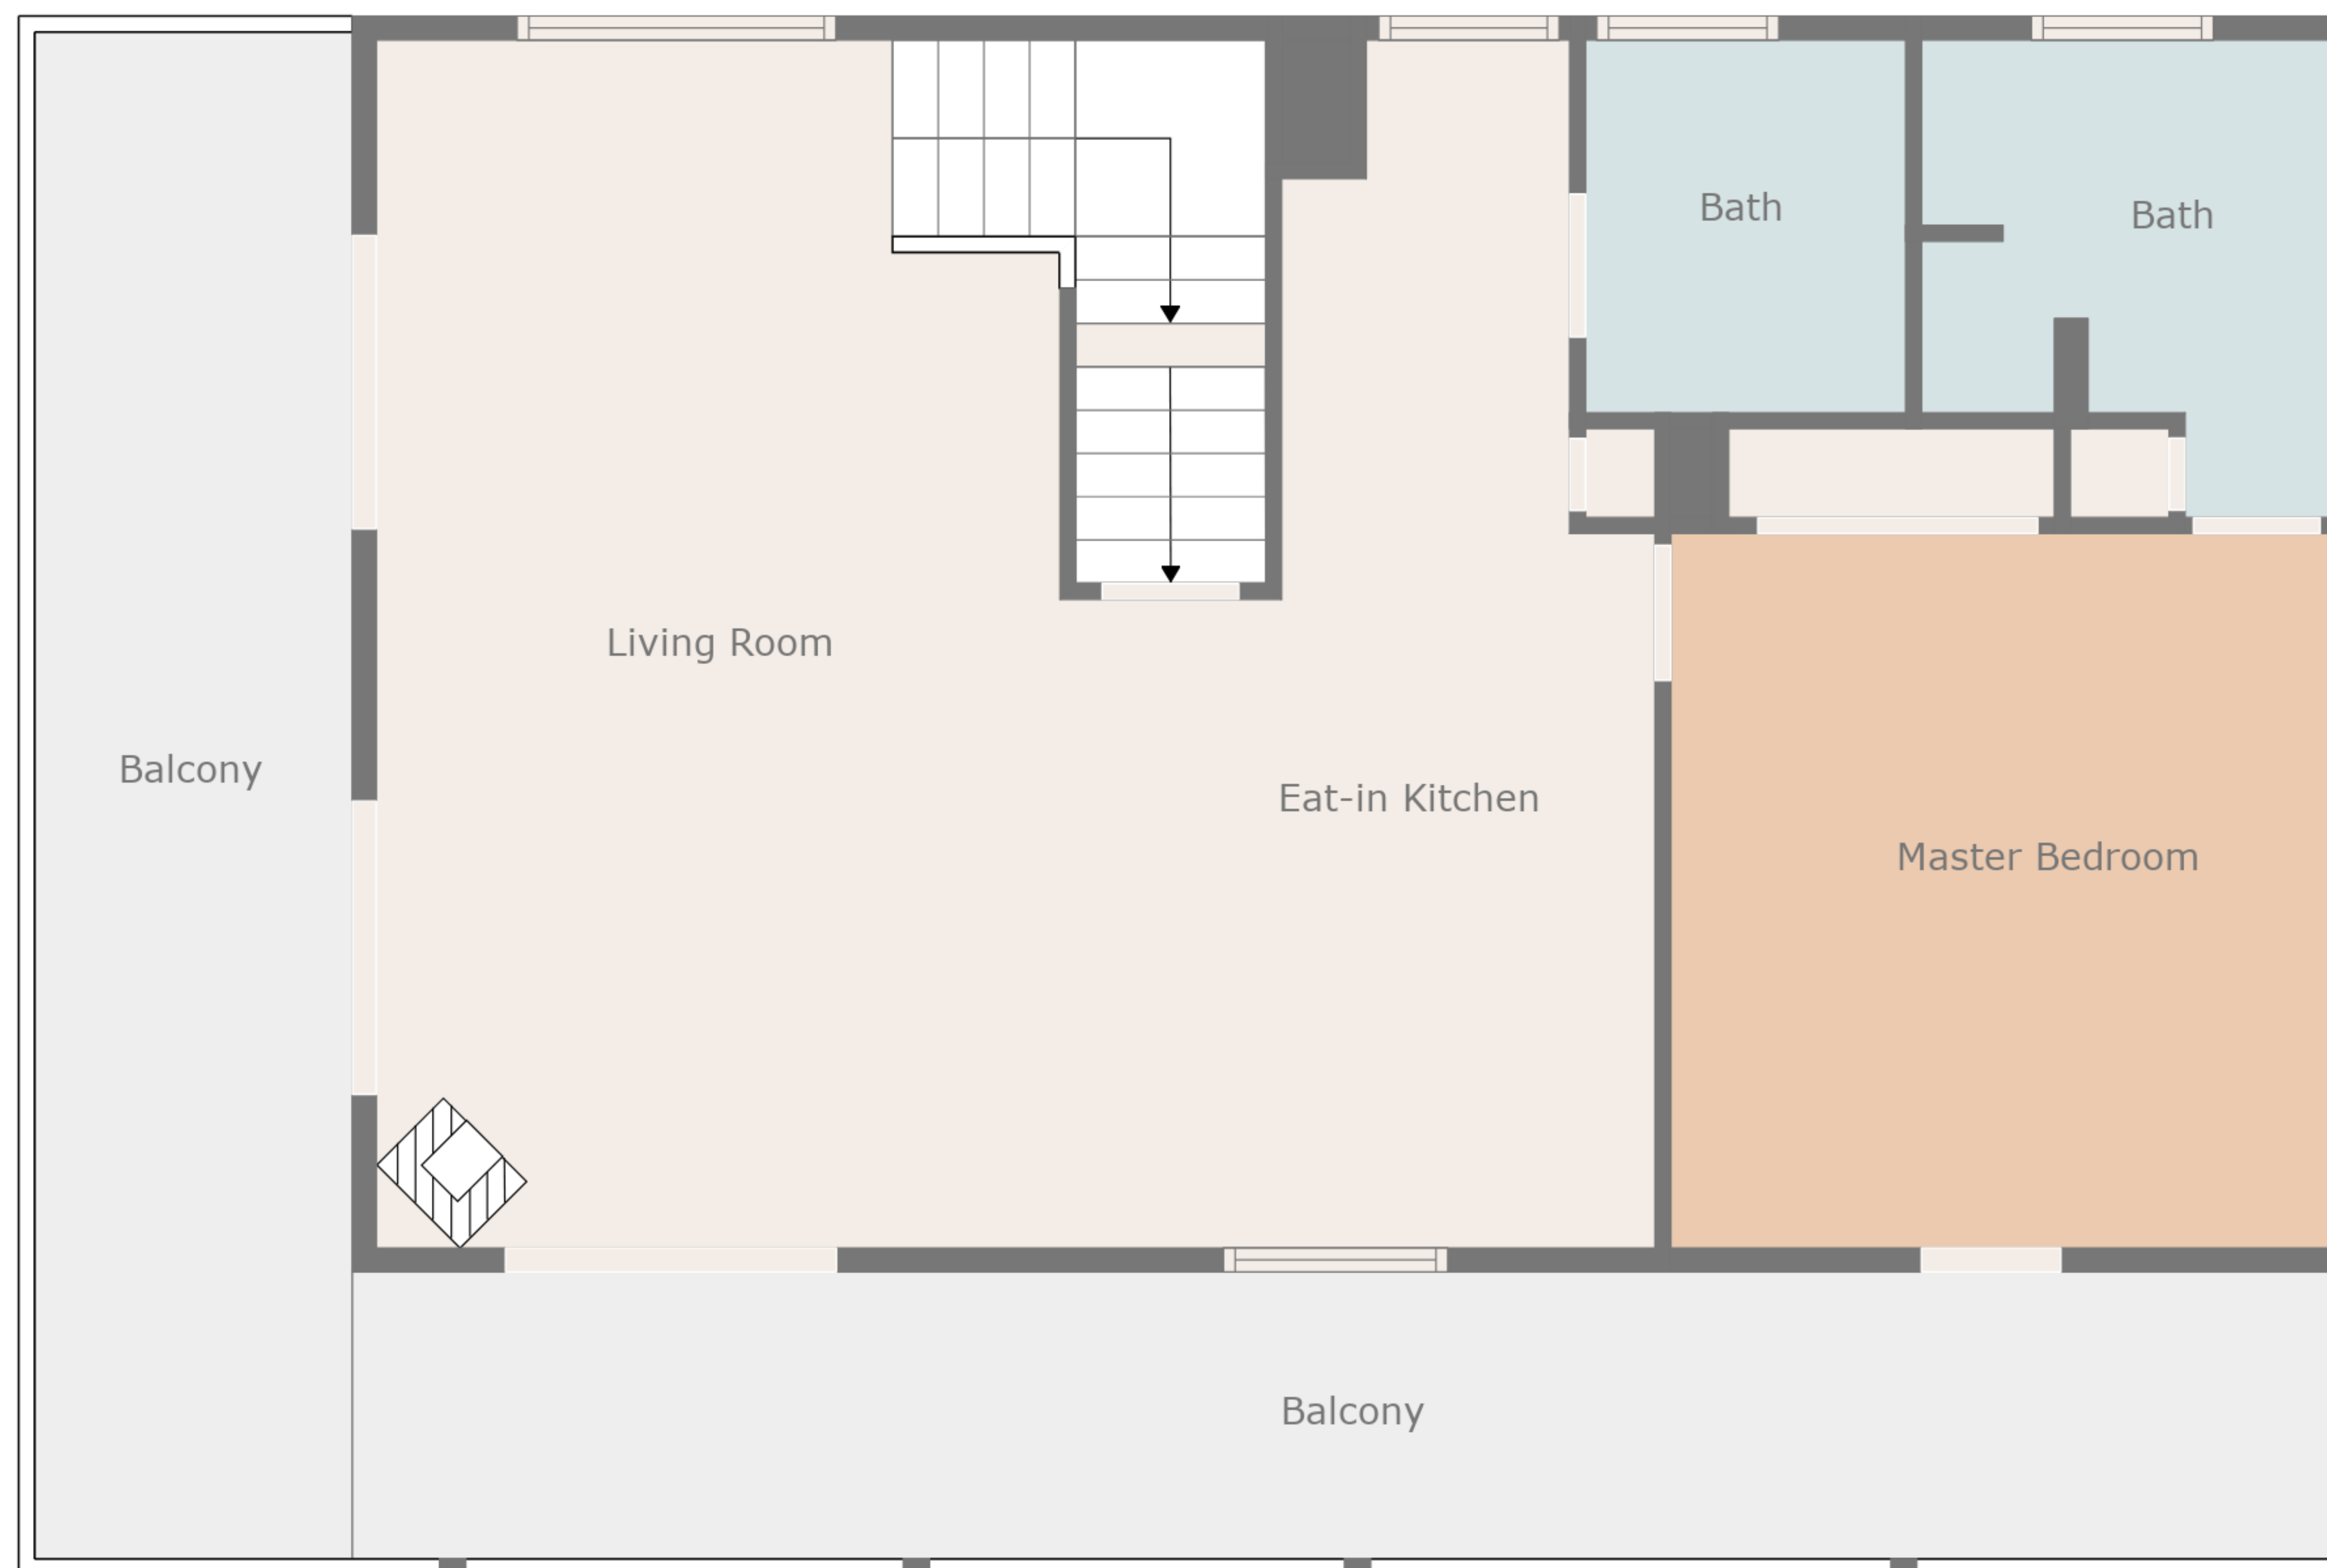 Bath
Bath
Living Room
Balcony
Eat-in Kitchen
Master Bedroom
Balcony